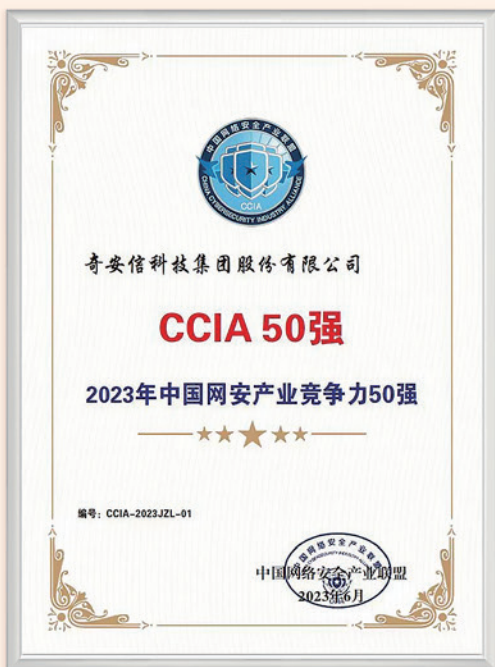 中国网络安全产业联盟
CCIA
CHINA CYBERSECURITY INDUSTRY ALLIANCE
奇安信科技集团股份有限公司
CCIA 50强
2023年中国网安产业竞争力50强
编号：CCIA-2023JZL-01
中国网络安全产业联盟
2023年6月